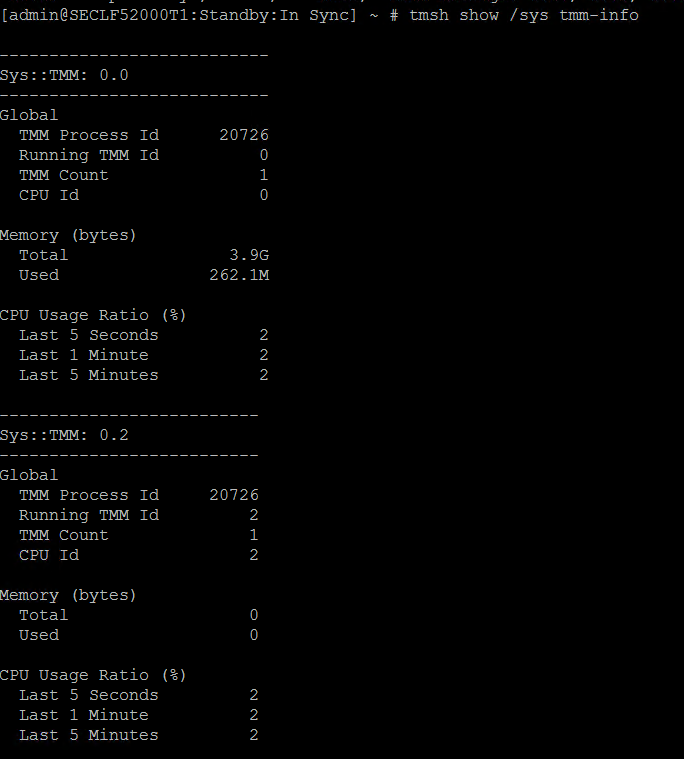 [admin@SECLF52000T1:Standby:In Sync] ~ # tmsh show /sys tmm-info
---------------------------
Sys::TMM: 0.0
---------------------------
Global
  TMM Process Id      20726
  Running TMM Id          0
  TMM Count               1
  CPU Id                  0

Memory (bytes)
  Total                3.9G
  Used               262.1M

CPU Usage Ratio (%)
  Last 5 Seconds          2
  Last 1 Minute           2
  Last 5 Minutes          2

--------------------------
Sys::TMM: 0.2
--------------------------
Global
  TMM Process Id     20726
  Running TMM Id         2
  TMM Count              1
  CPU Id                 2

Memory (bytes)
  Total                  0
  Used                   0

CPU Usage Ratio (%)
  Last 5 Seconds         2
  Last 1 Minute          2
  Last 5 Minutes         2